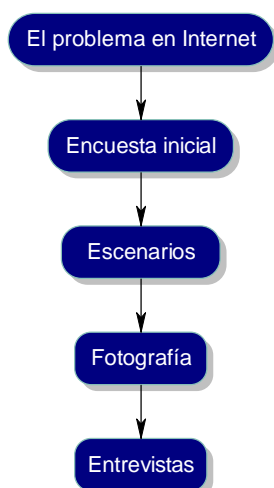 El problema en Internet
Encuesta inicial
Escenarios
Fotografía
Entrevistas